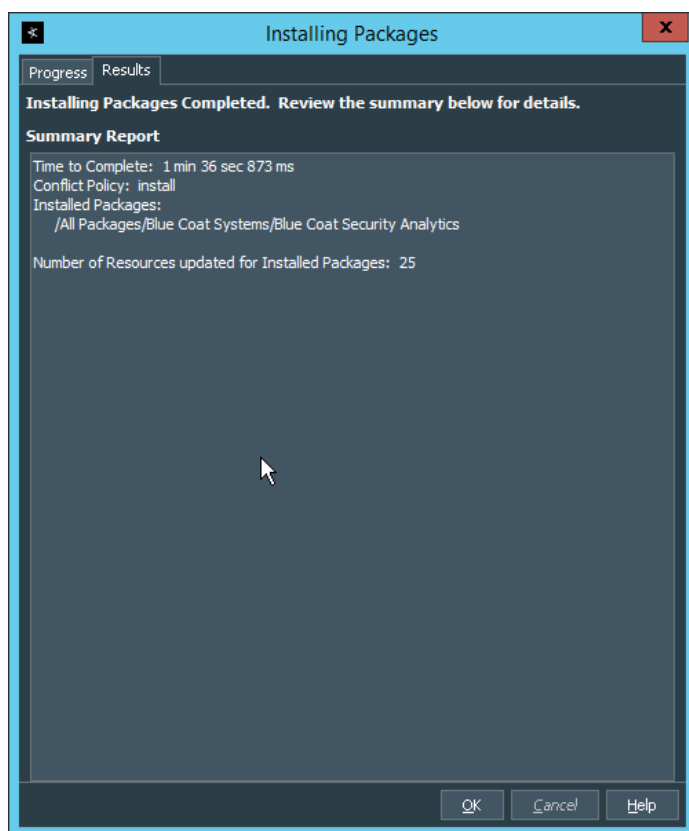 Installing Packages
x
Progress Results
Installing Packages Completed. Review the summary below for details.
Summary Report
Time to Complete: 1 min 36 sec 873 ms
Conflict Policy: install
Installed Packages:
/All Packages/Blue Coat Systems/Blue Coat Security Analytics
Number of Resources updated for Installed Packages: 25
OK Cancel Help